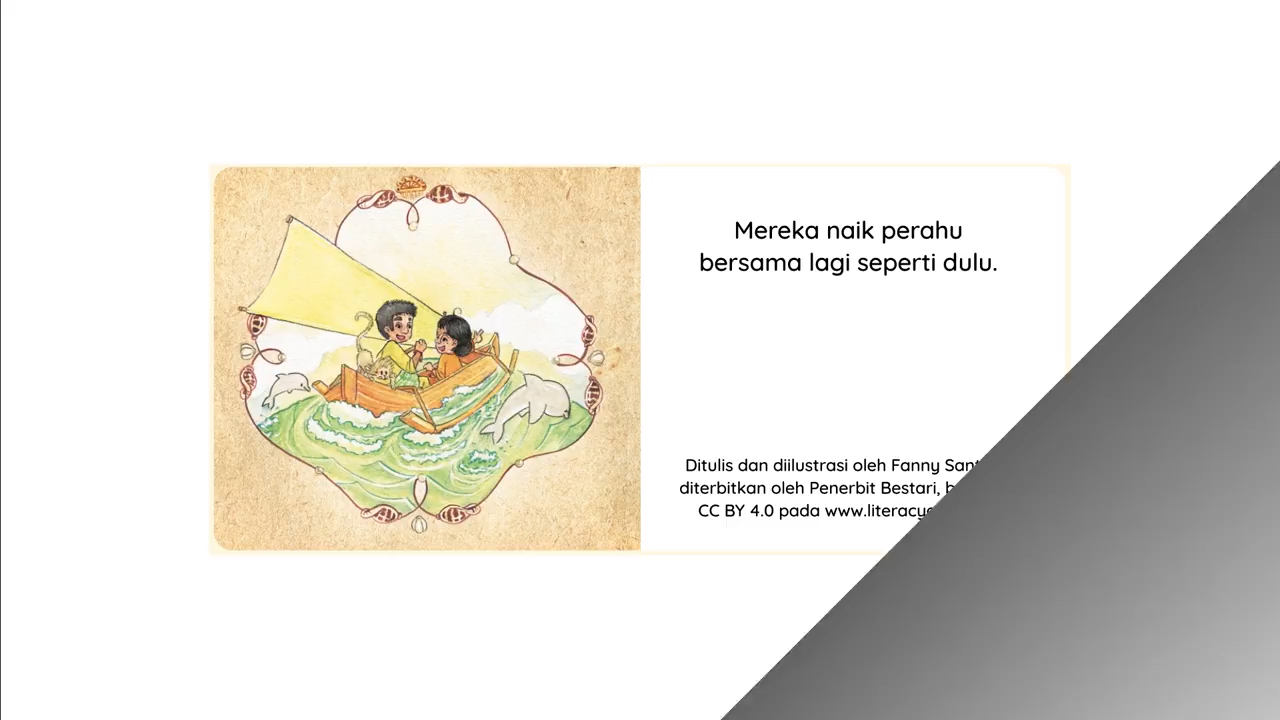 Mereka naik perahu
bersama lagi seperti dulu.
Ditulis dan diilustrasi oleh Fanny
diterbitkan oleh Penerbit Bestari,
CC BY 4.0 pada